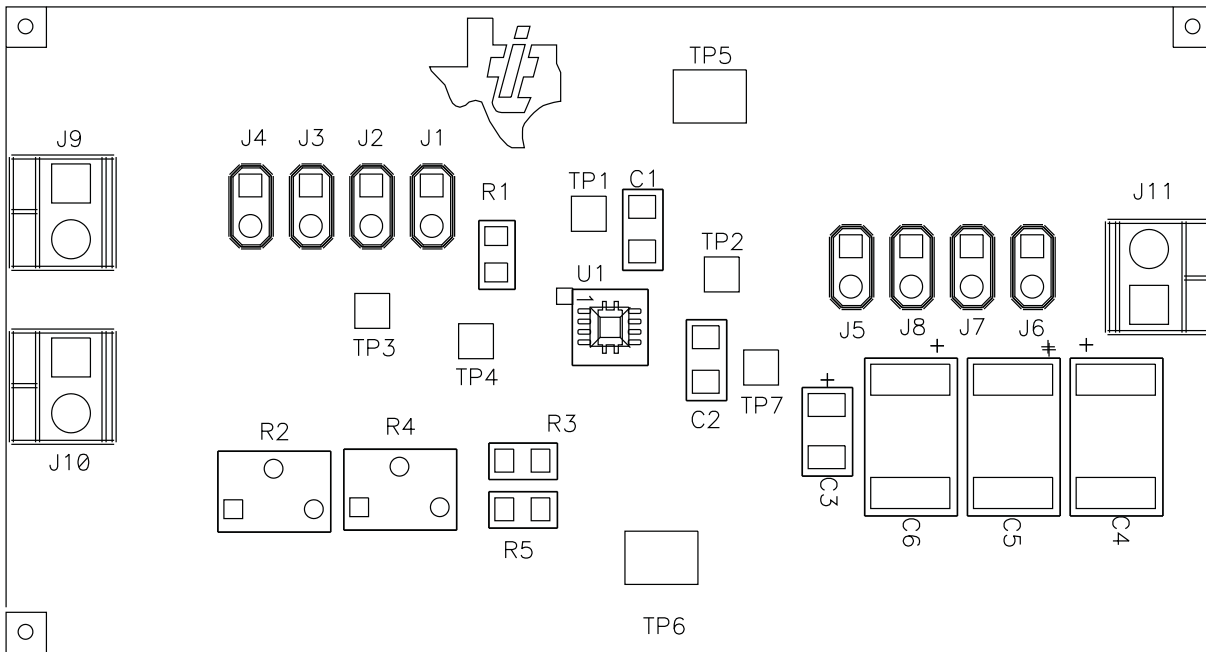 TP5
J9
J4 J3 J2 J1
R1
TP1
C1
J11
TP2
U1
1
TP3
TP4
J5 J8 J7 J6
+ + + +
C2
TP7
R2
R4
R3
J10
C3
C6
C5
C4
R5
TP6